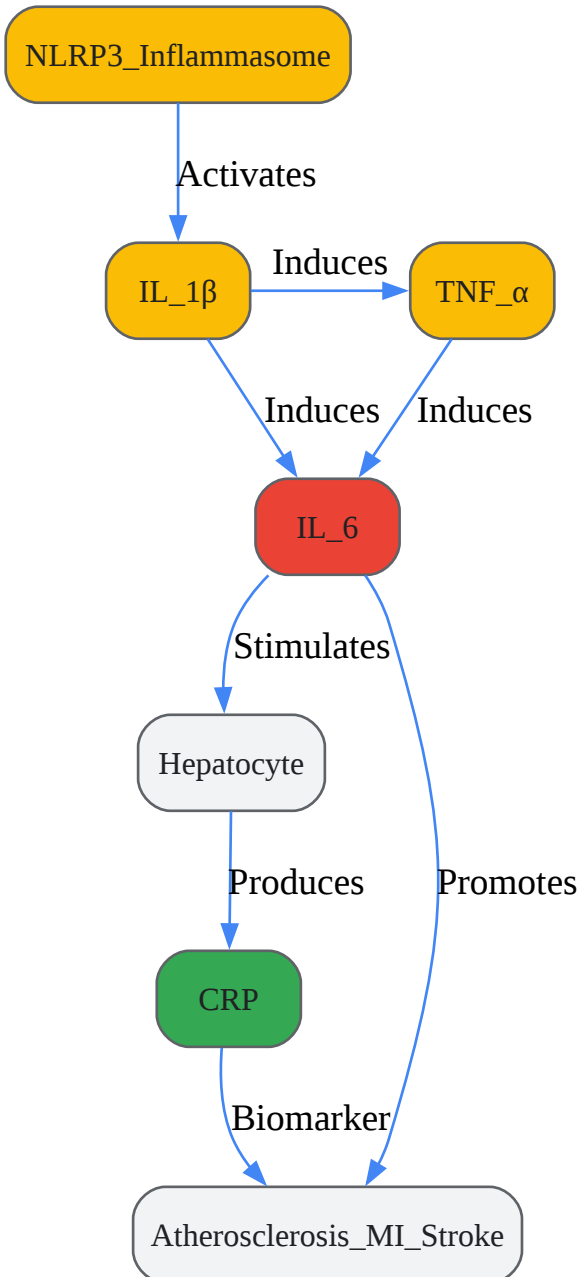 NLRP3_Inflammasome
Activates
Induces
IL_1β
TNF_α
Induces
Induces
IL_6
Stimulates
Hepatocyte
Produces
Promotes
CRP
Biomarker
Atherosclerosis_MI_Stroke